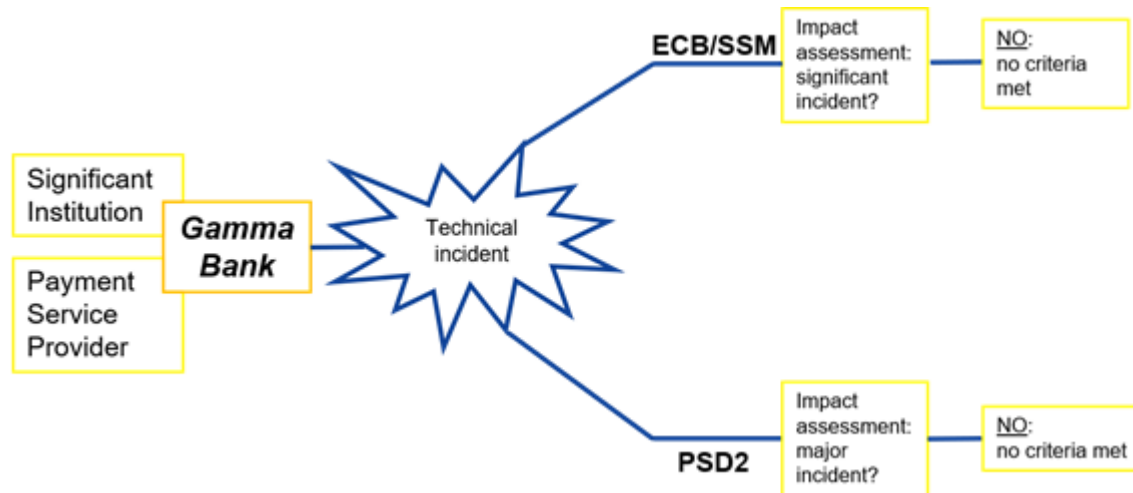 Significant
Institution
Payment
Service
Provider
Gamma
Bank
Technical
incident
ECB/SSM
Impact
assessment:
significant
incident?
NO:
no criteria
met
PSD2
Impact
assessment:
major
incident?
NO:
no criteria met